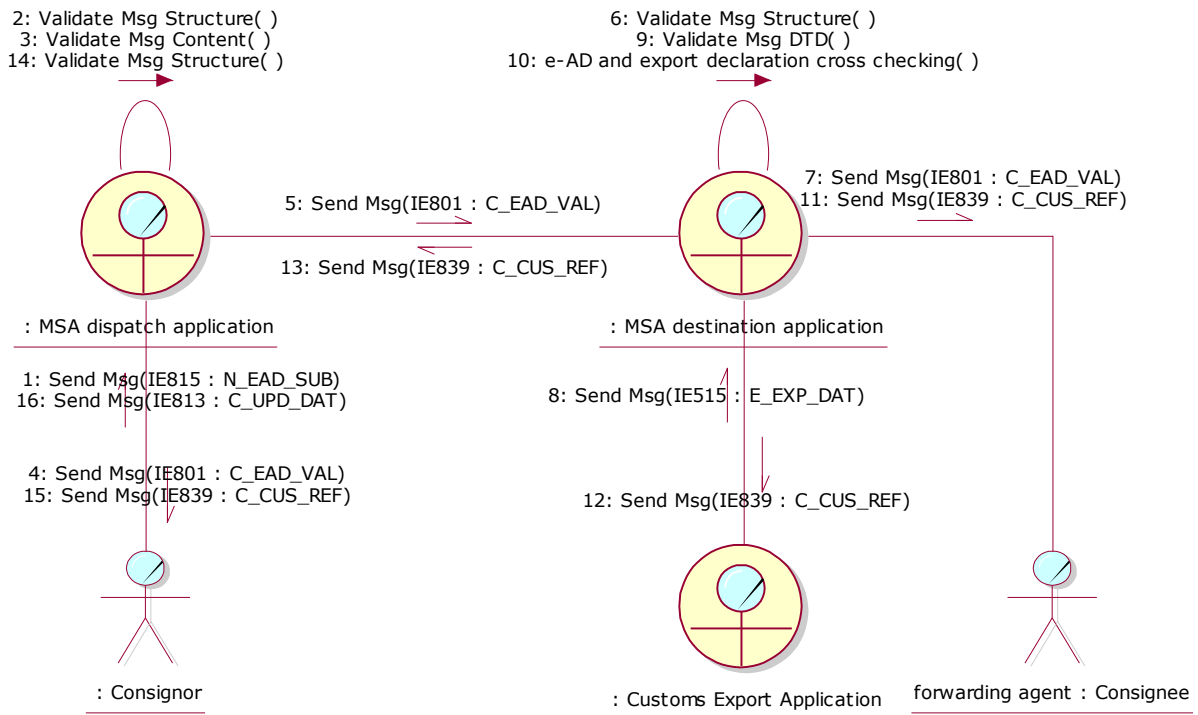 2: Validate Msg Structure( )
3: Validate Msg Content( )
14: Validate Msg Structure( )
6: Validate Msg Structure( )
9: Validate Msg DTD( )
10: e-AD and export declaration cross checking( )
5: Send Msg(IE801 : C_EAD_VAL)
13: Send Msg(IE839 : C_CUS_REF)
7: Send Msg(IE801 : C_EAD_VAL)
11: Send Msg(IE839 : C_CUS_REF)
: MSA dispatch application
: MSA destination application
1: Send Msg(IE815 : N_EAD_SUB)
16: Send Msg(IE813 : C_UPD_DAT)
8: Send Msg(IE515 : E_EXP_DAT)
4: Send Msg(IE801 : C_EAD_VAL)
15: Send Msg(IE839 : C_CUS_REF)
12: Send Msg(IE839 : C_CUS_REF)
: Consignor
: Customs Export Application
forwarding agent : Consignee